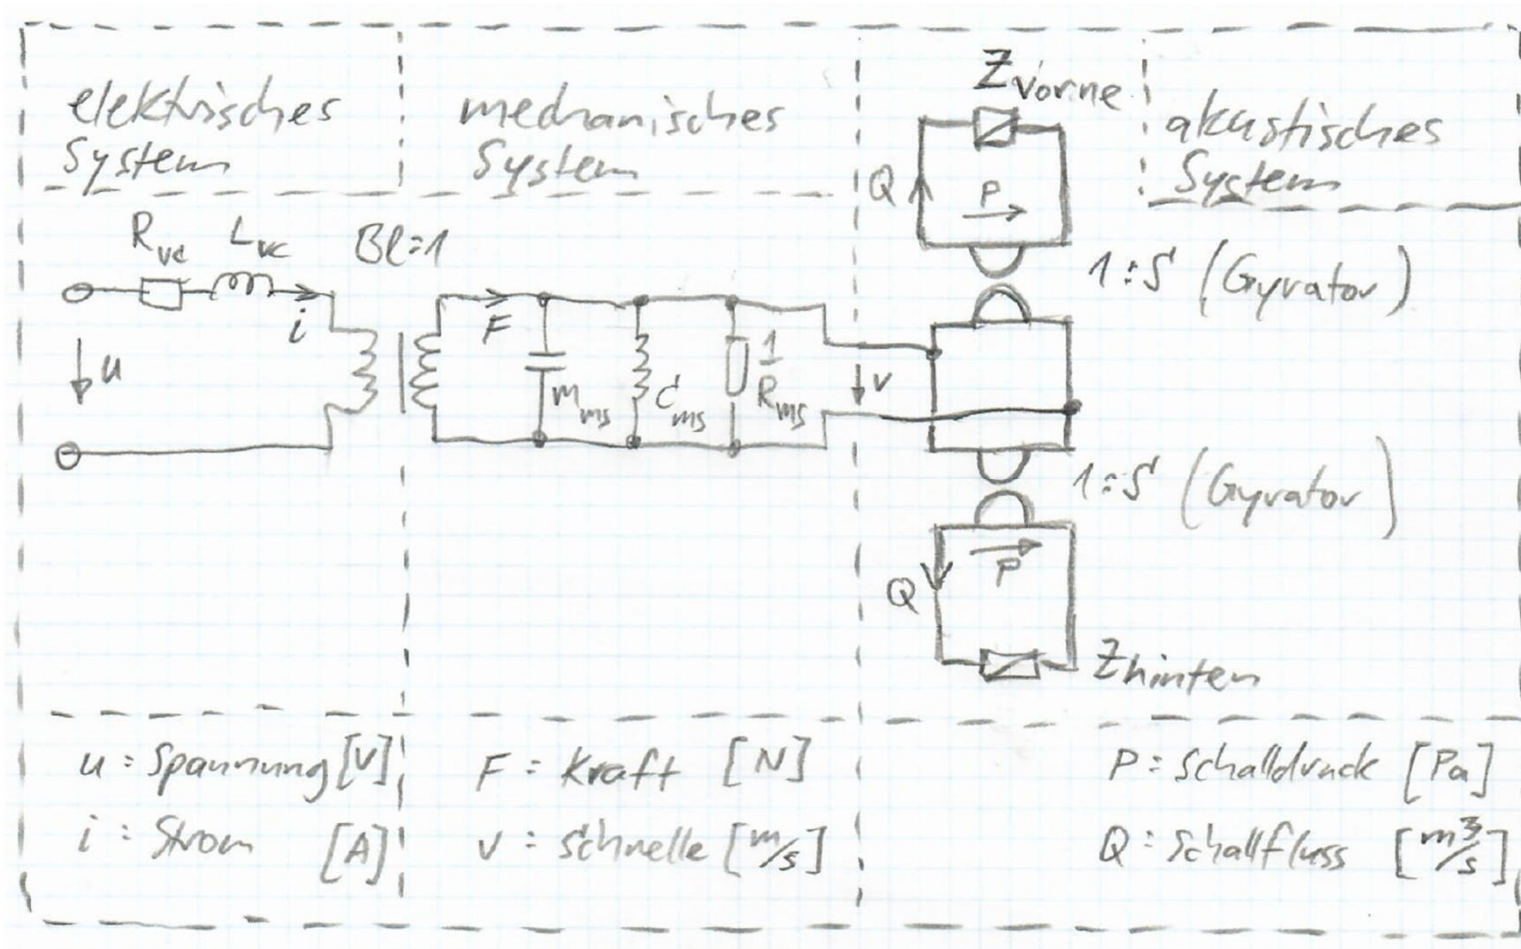 elektrisches
System
mechanisches
System
Zvorne
akustisches
System
Q
P
Rvc
Lvc
Bl:1
1:S (Gyrator)
i
F
u
mms
Cms
1/Rms
v
1:S (Gyrator)
P
Q
Zhinten
u : Spannung [V]
i : Strom [A]
F : Kraft [N]
v : Schnelle [m/s]
P : Schalldruck [Pa]
Q : Schallfluss [m³/s]